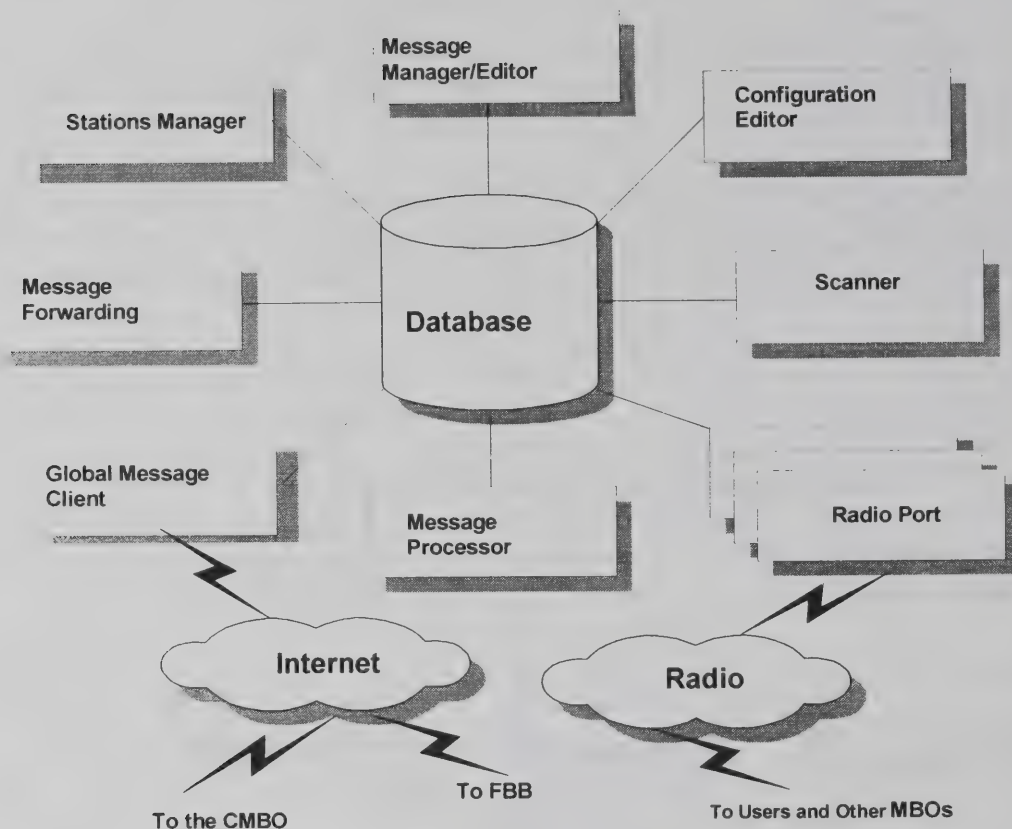 Message
Manager/Editor
Stations Manager
Configuration
Editor
Message
Forwarding
Database
Scanner
Global Message
Client
Message
Processor
Radio Port
Internet
Radio
To the CMBO
To FBB
To Users and Other MBOs